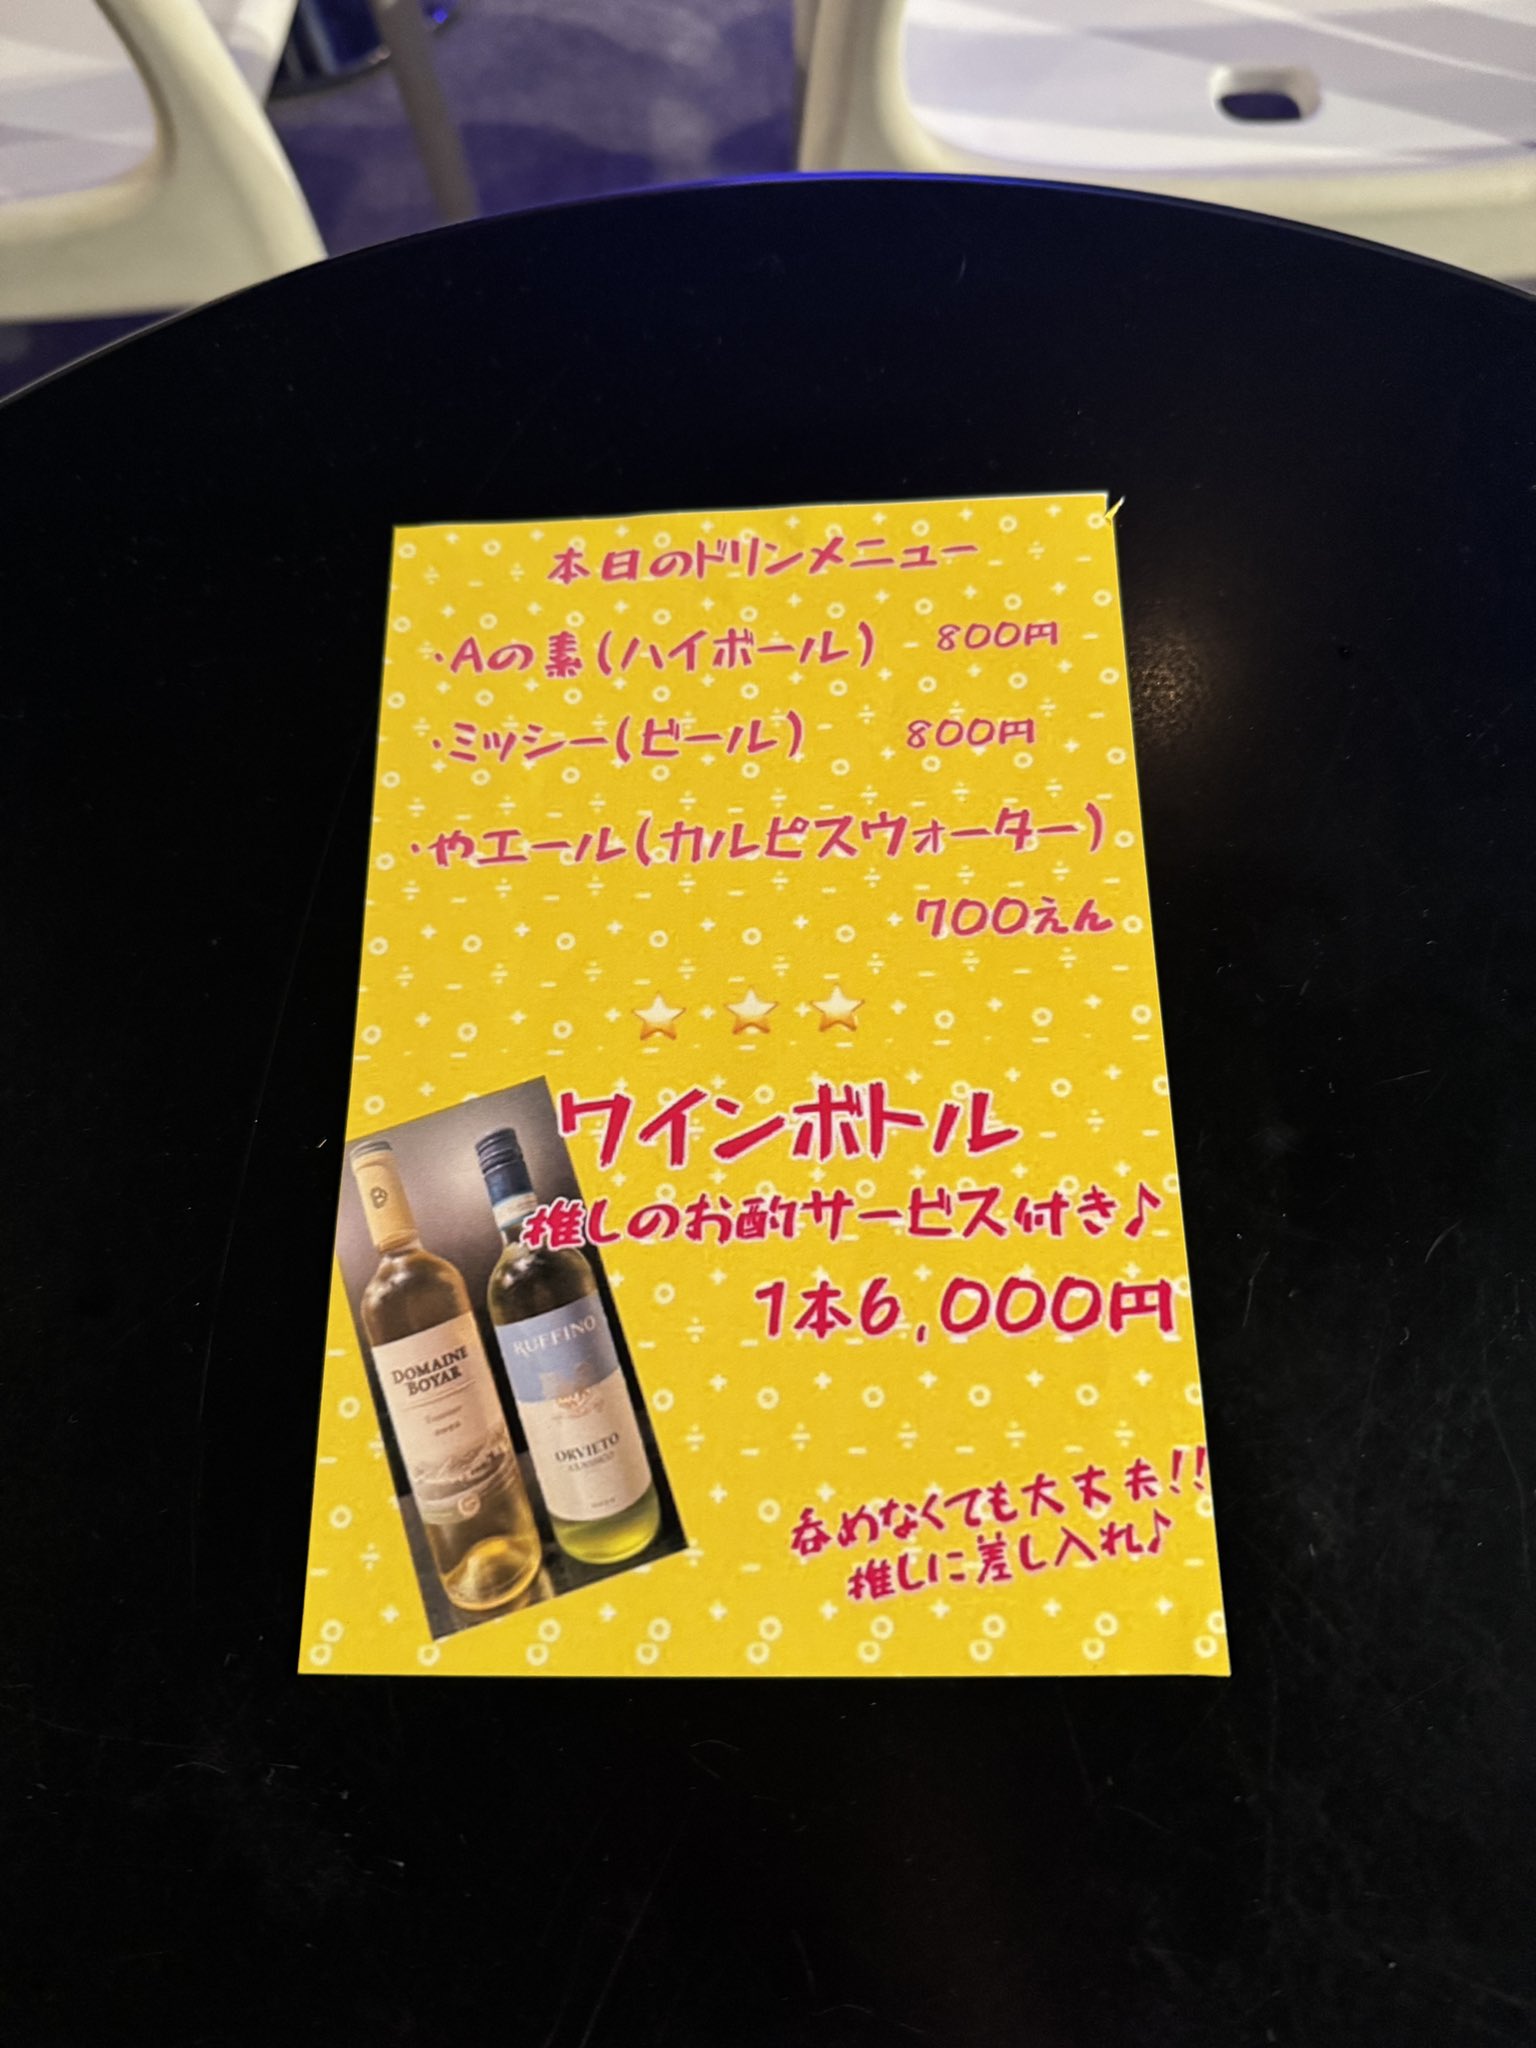 本日のドリンメニュー
・Aの素(ハイボール) 800円
・ミッシー(ビール) 800円
・やエール(カルピスウォーター)
700えん
ワインボトル
推しのお酌サービス付き♪
1本6,000円
DOMAINE
BOYAR
RUFFINO
ORVIETO
CLASSICO
呑めなくても大丈夫!!
推しに差し入れ♪